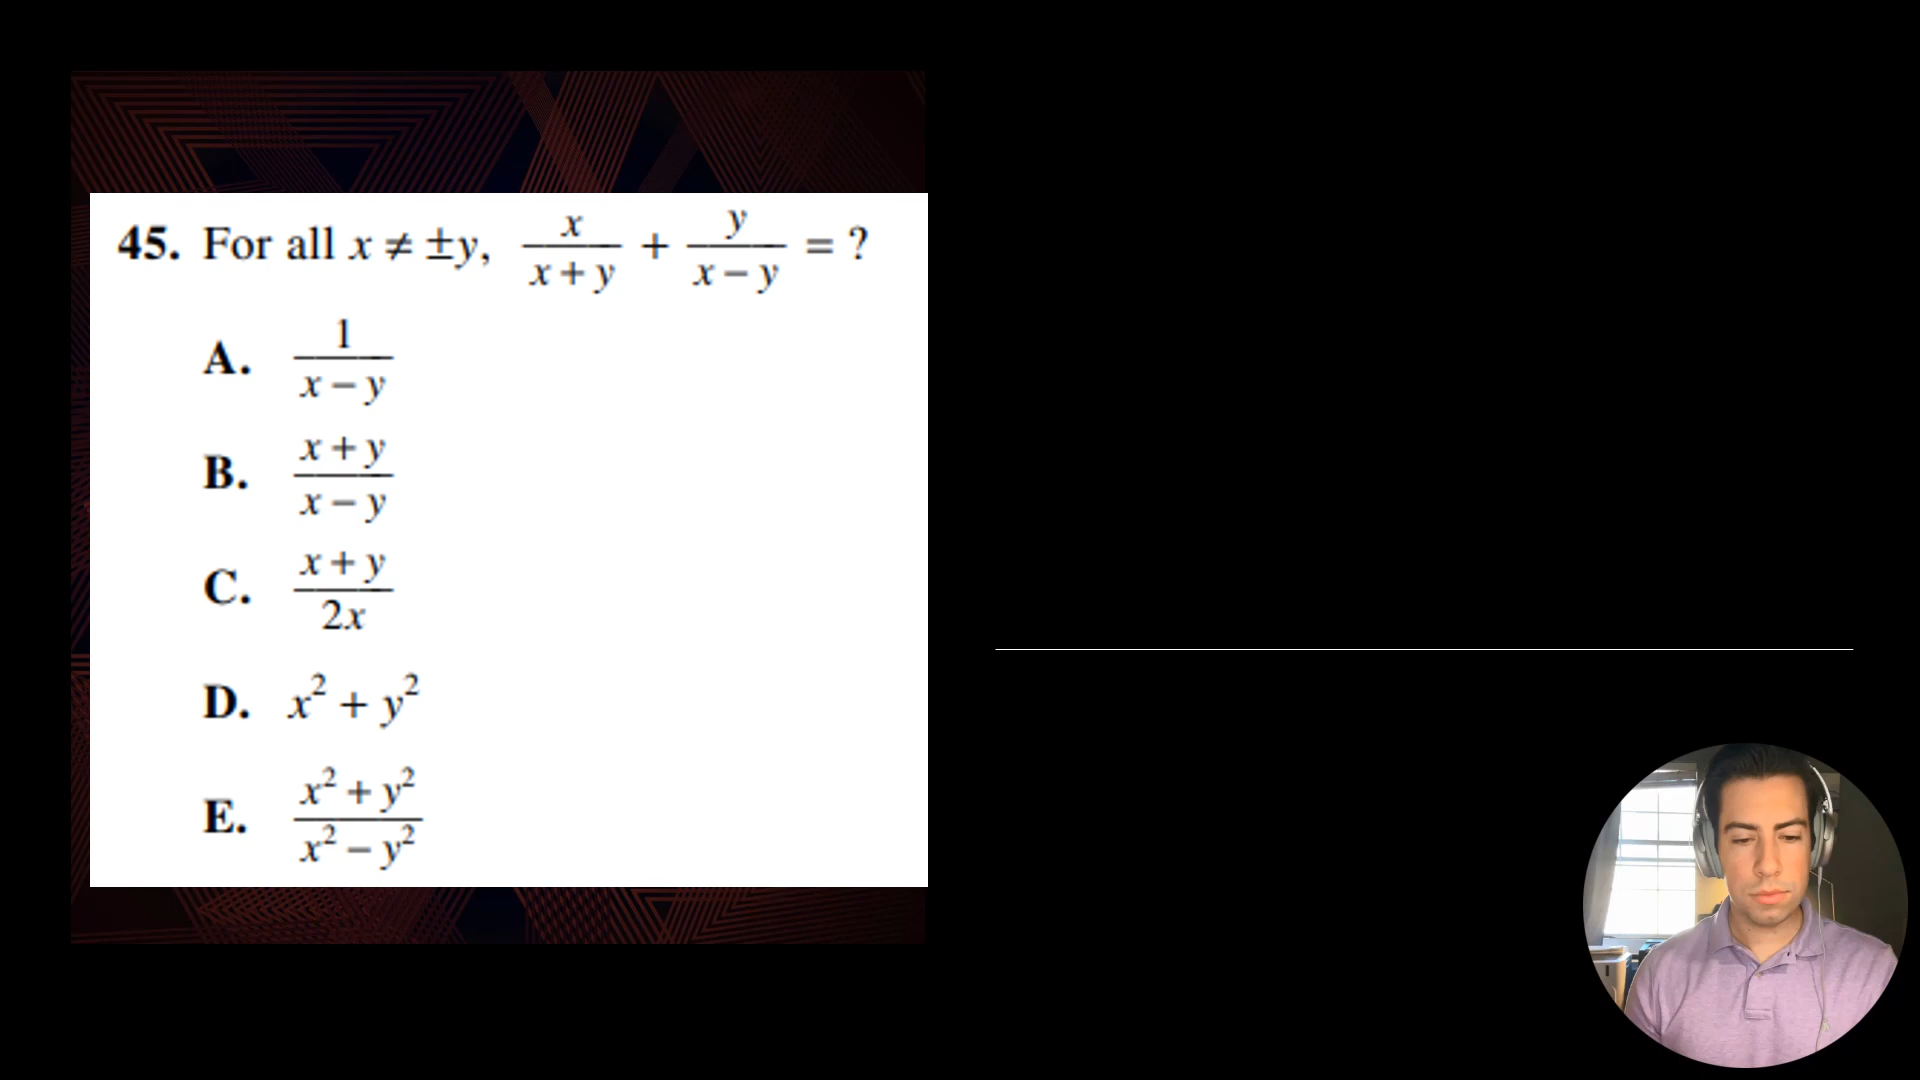 45. For all x ≠ ±y, x/(x + y) + y/(x − y) = ?
A. 1/(x − y)
B. (x + y)/(x − y)
C. (x + y)/2x
D. x² + y²
E. (x² + y²)/(x² − y²)